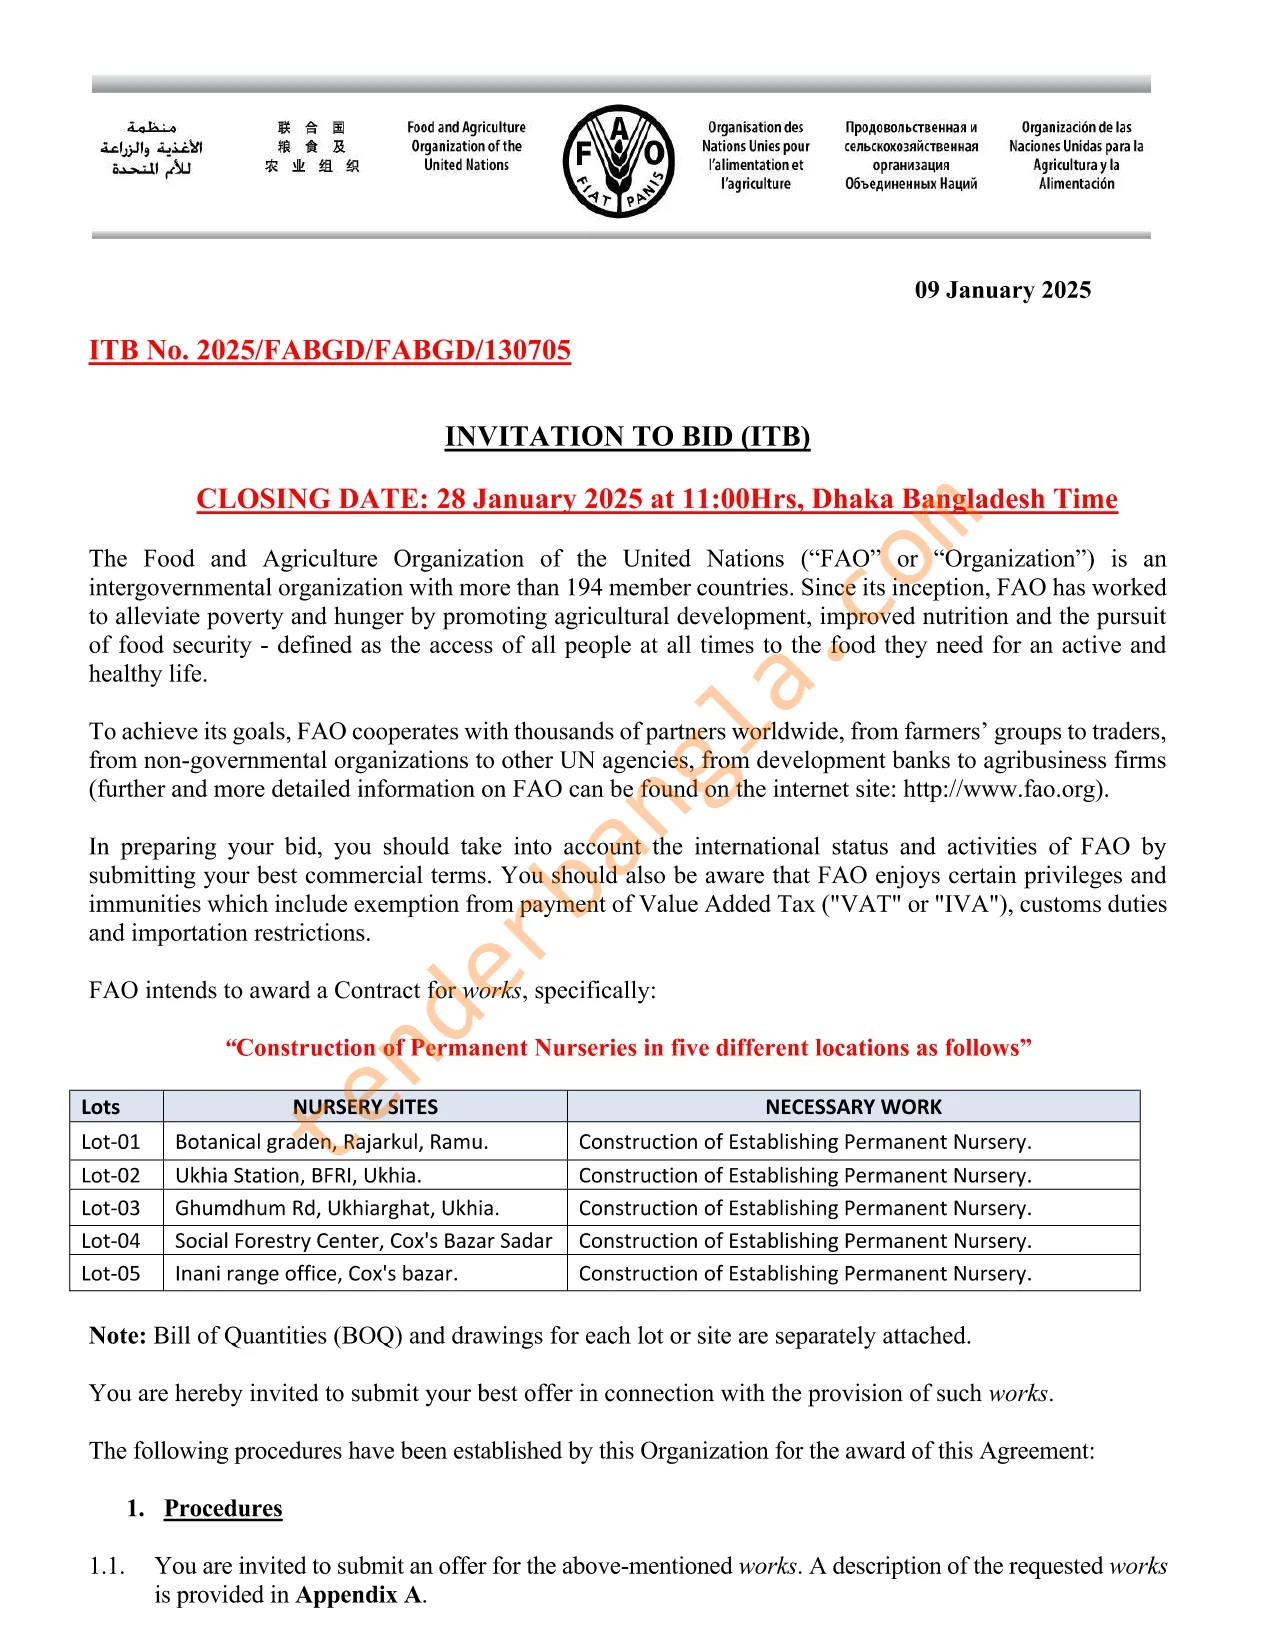 منظمة
الأغذية والزراعة
للأمم المتحدة
联 合 国
粮 食 及
农 业 组 织
Food and Agriculture
Organization of the
United Nations
F A O
FIAT PANIS
Organisation des
Nations Unies pour
l'alimentation et
l'agriculture
Продовольственная и
сельскохозяйственная
организация
Объединенных Наций
Organización de las
Naciones Unidas para la
Agricultura y la
Alimentación
09 January 2025
ITB No. 2025/FABGD/FABGD/130705
INVITATION TO BID (ITB)
CLOSING DATE: 28 January 2025 at 11:00Hrs, Dhaka Bangladesh Time
The Food and Agriculture Organization of the United Nations (“FAO” or “Organization”) is an
intergovernmental organization with more than 194 member countries. Since its inception, FAO has worked
to alleviate poverty and hunger by promoting agricultural development, improved nutrition and the pursuit
of food security - defined as the access of all people at all times to the food they need for an active and
healthy life.
To achieve its goals, FAO cooperates with thousands of partners worldwide, from farmers’ groups to traders,
from non-governmental organizations to other UN agencies, from development banks to agribusiness firms
(further and more detailed information on FAO can be found on the internet site: http://www.fao.org).
In preparing your bid, you should take into account the international status and activities of FAO by
submitting your best commercial terms. You should also be aware that FAO enjoys certain privileges and
immunities which include exemption from payment of Value Added Tax ("VAT" or "IVA"), customs duties
and importation restrictions.
FAO intends to award a Contract for works, specifically:
“Construction of Permanent Nurseries in five different locations as follows”
Lots NURSERY SITES NECESSARY WORK
Lot-01 Botanical graden, Rajarkul, Ramu. Construction of Establishing Permanent Nursery.
Lot-02 Ukhia Station, BFRI, Ukhia. Construction of Establishing Permanent Nursery.
Lot-03 Ghumdhum Rd, Ukhiarghat, Ukhia. Construction of Establishing Permanent Nursery.
Lot-04 Social Forestry Center, Cox's Bazar Sadar Construction of Establishing Permanent Nursery.
Lot-05 Inani range office, Cox's bazar. Construction of Establishing Permanent Nursery.
Note: Bill of Quantities (BOQ) and drawings for each lot or site are separately attached.
You are hereby invited to submit your best offer in connection with the provision of such works.
The following procedures have been established by this Organization for the award of this Agreement:
1. Procedures
1.1. You are invited to submit an offer for the above-mentioned works. A description of the requested works
is provided in Appendix A.
tenderbangla.com